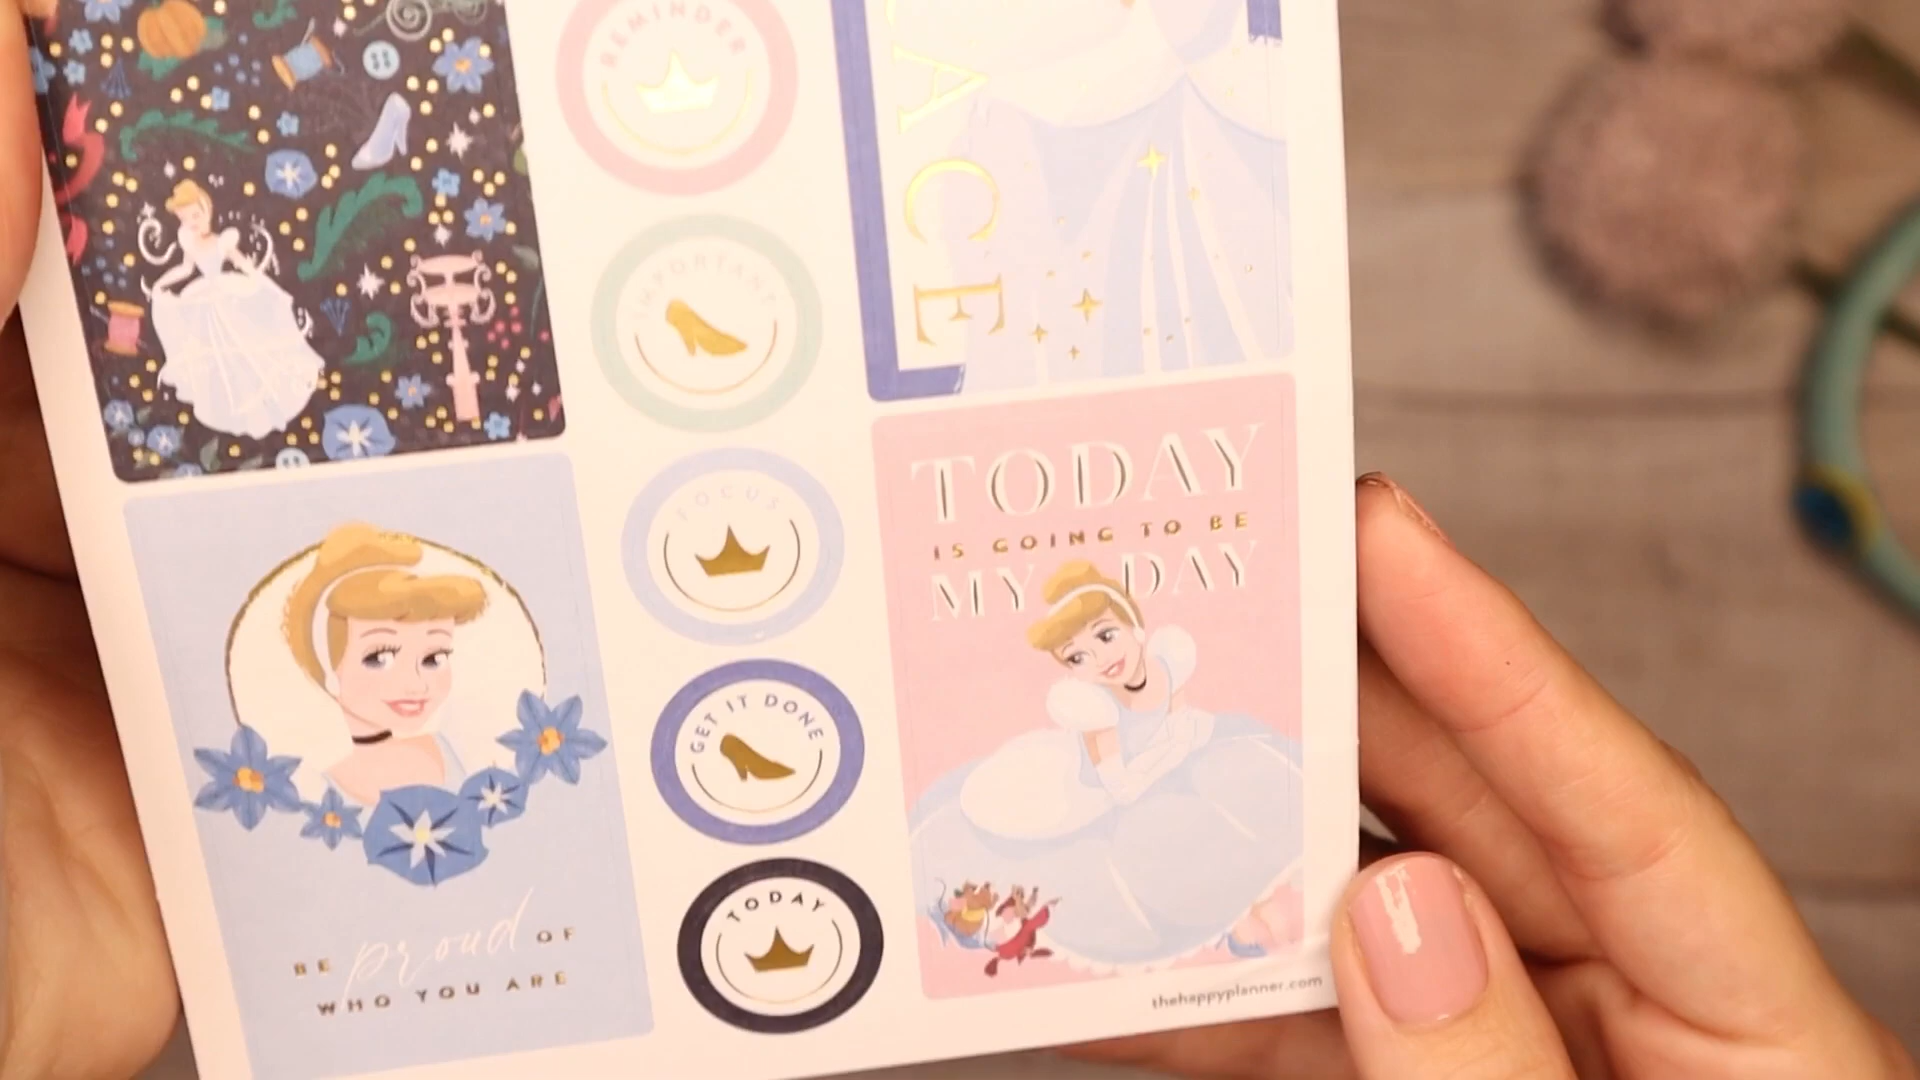 REMINDER
ACE
IMPORTANT
FOCUS
GET IT DONE
TODAY
BE proud OF
WHO YOU ARE
TODAY
IS GOING TO BE
MY DAY
thehappyplanner.com